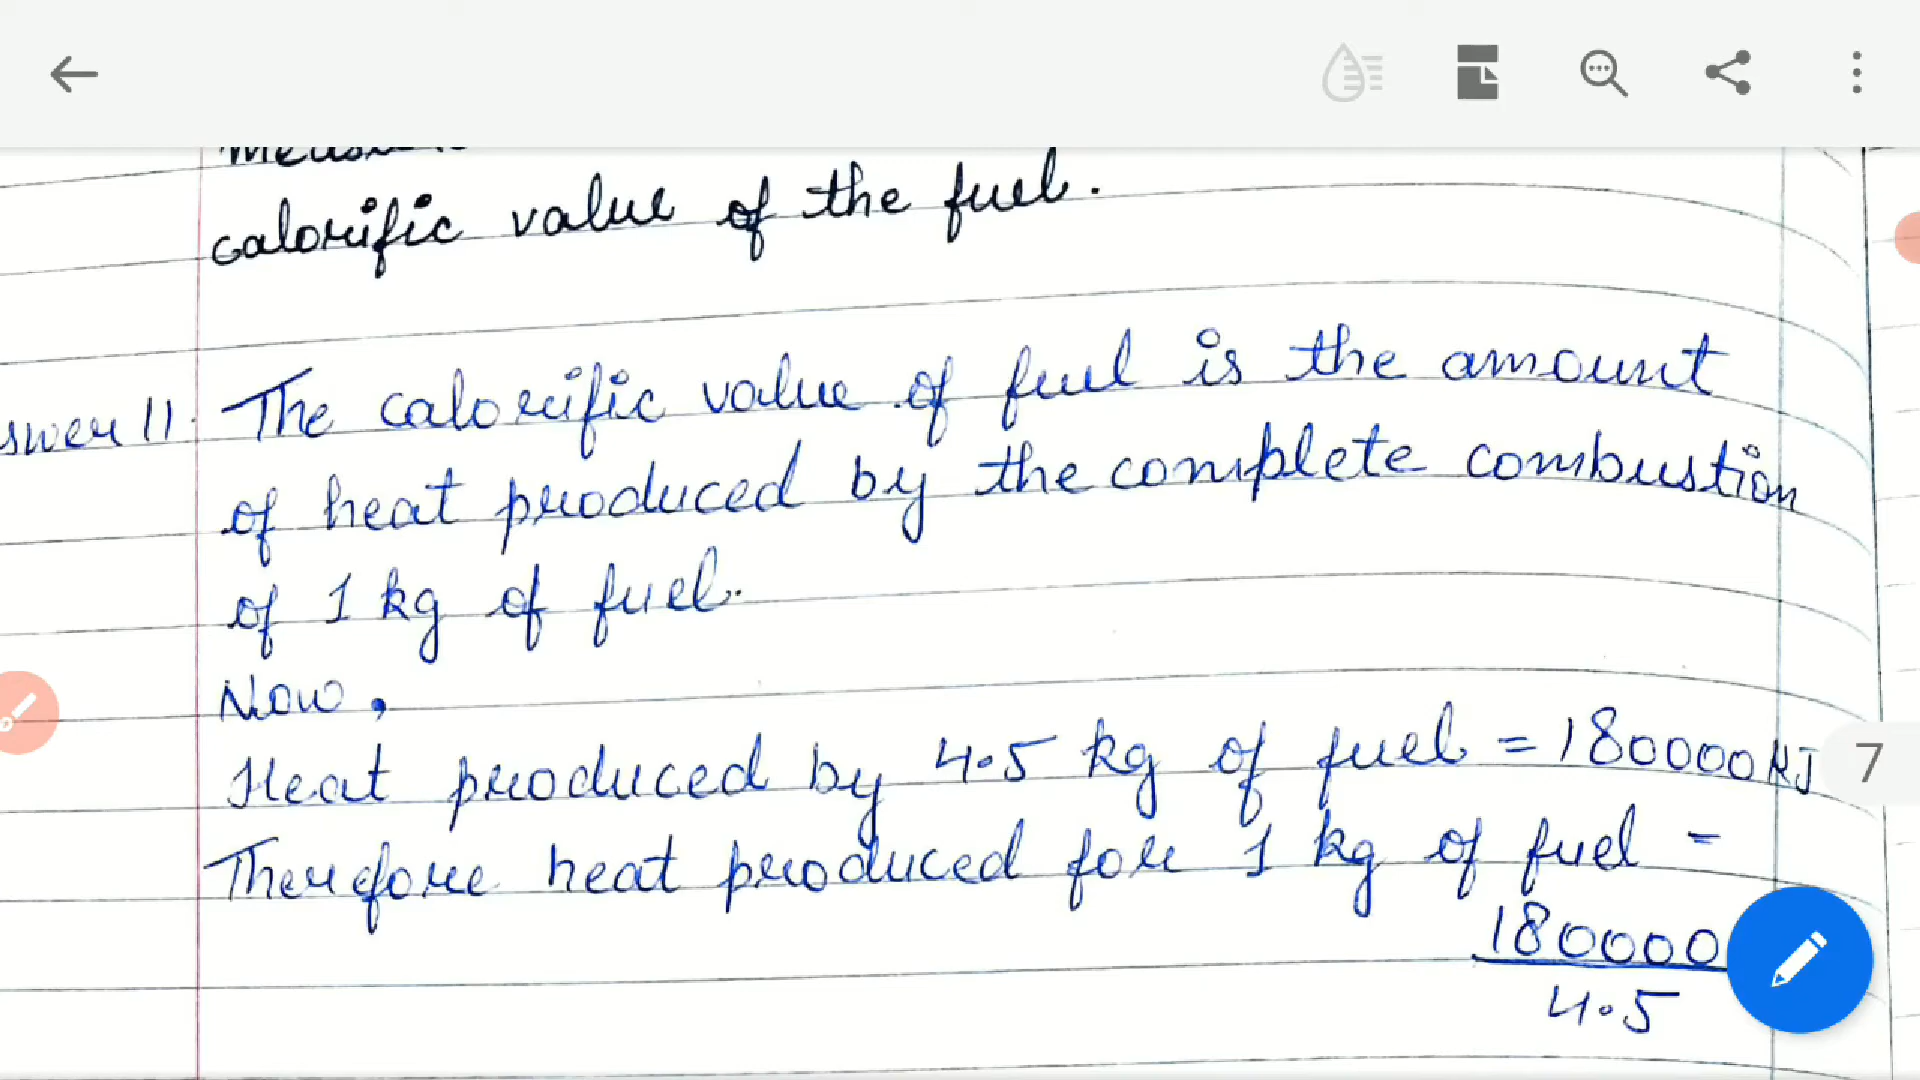 calorific value of the fuel.
swer 11. The calorific value of fuel is the amount
of heat produced by the complete combustion
of 1 kg of fuel.
Now,
Heat produced by 4.5 kg of fuel = 180000 KJ
7
Therefore heat produced for 1 kg of fuel =
180000
4.5